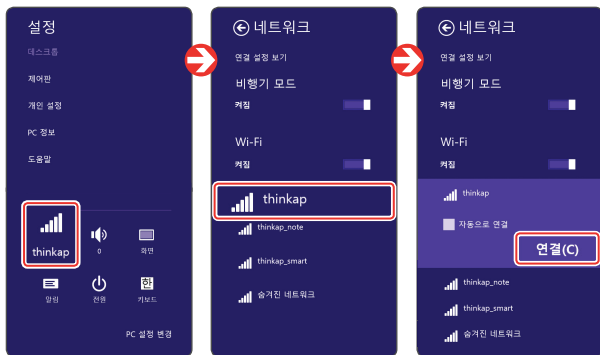 설정
데스크톱
제어판
개인 설정
PC 정보
도움말
thinkap
0
화면
알림
전원
한
키보드
PC 설정 변경
네트워크
연결 설정 보기
비행기 모드
켜짐
Wi-Fi
켜짐
thinkap
thinkap_note
thinkap_smart
숨겨진 네트워크
네트워크
연결 설정 보기
비행기 모드
켜짐
Wi-Fi
켜짐
thinkap
자동으로 연결
연결(C)
thinkap_note
thinkap_smart
숨겨진 네트워크